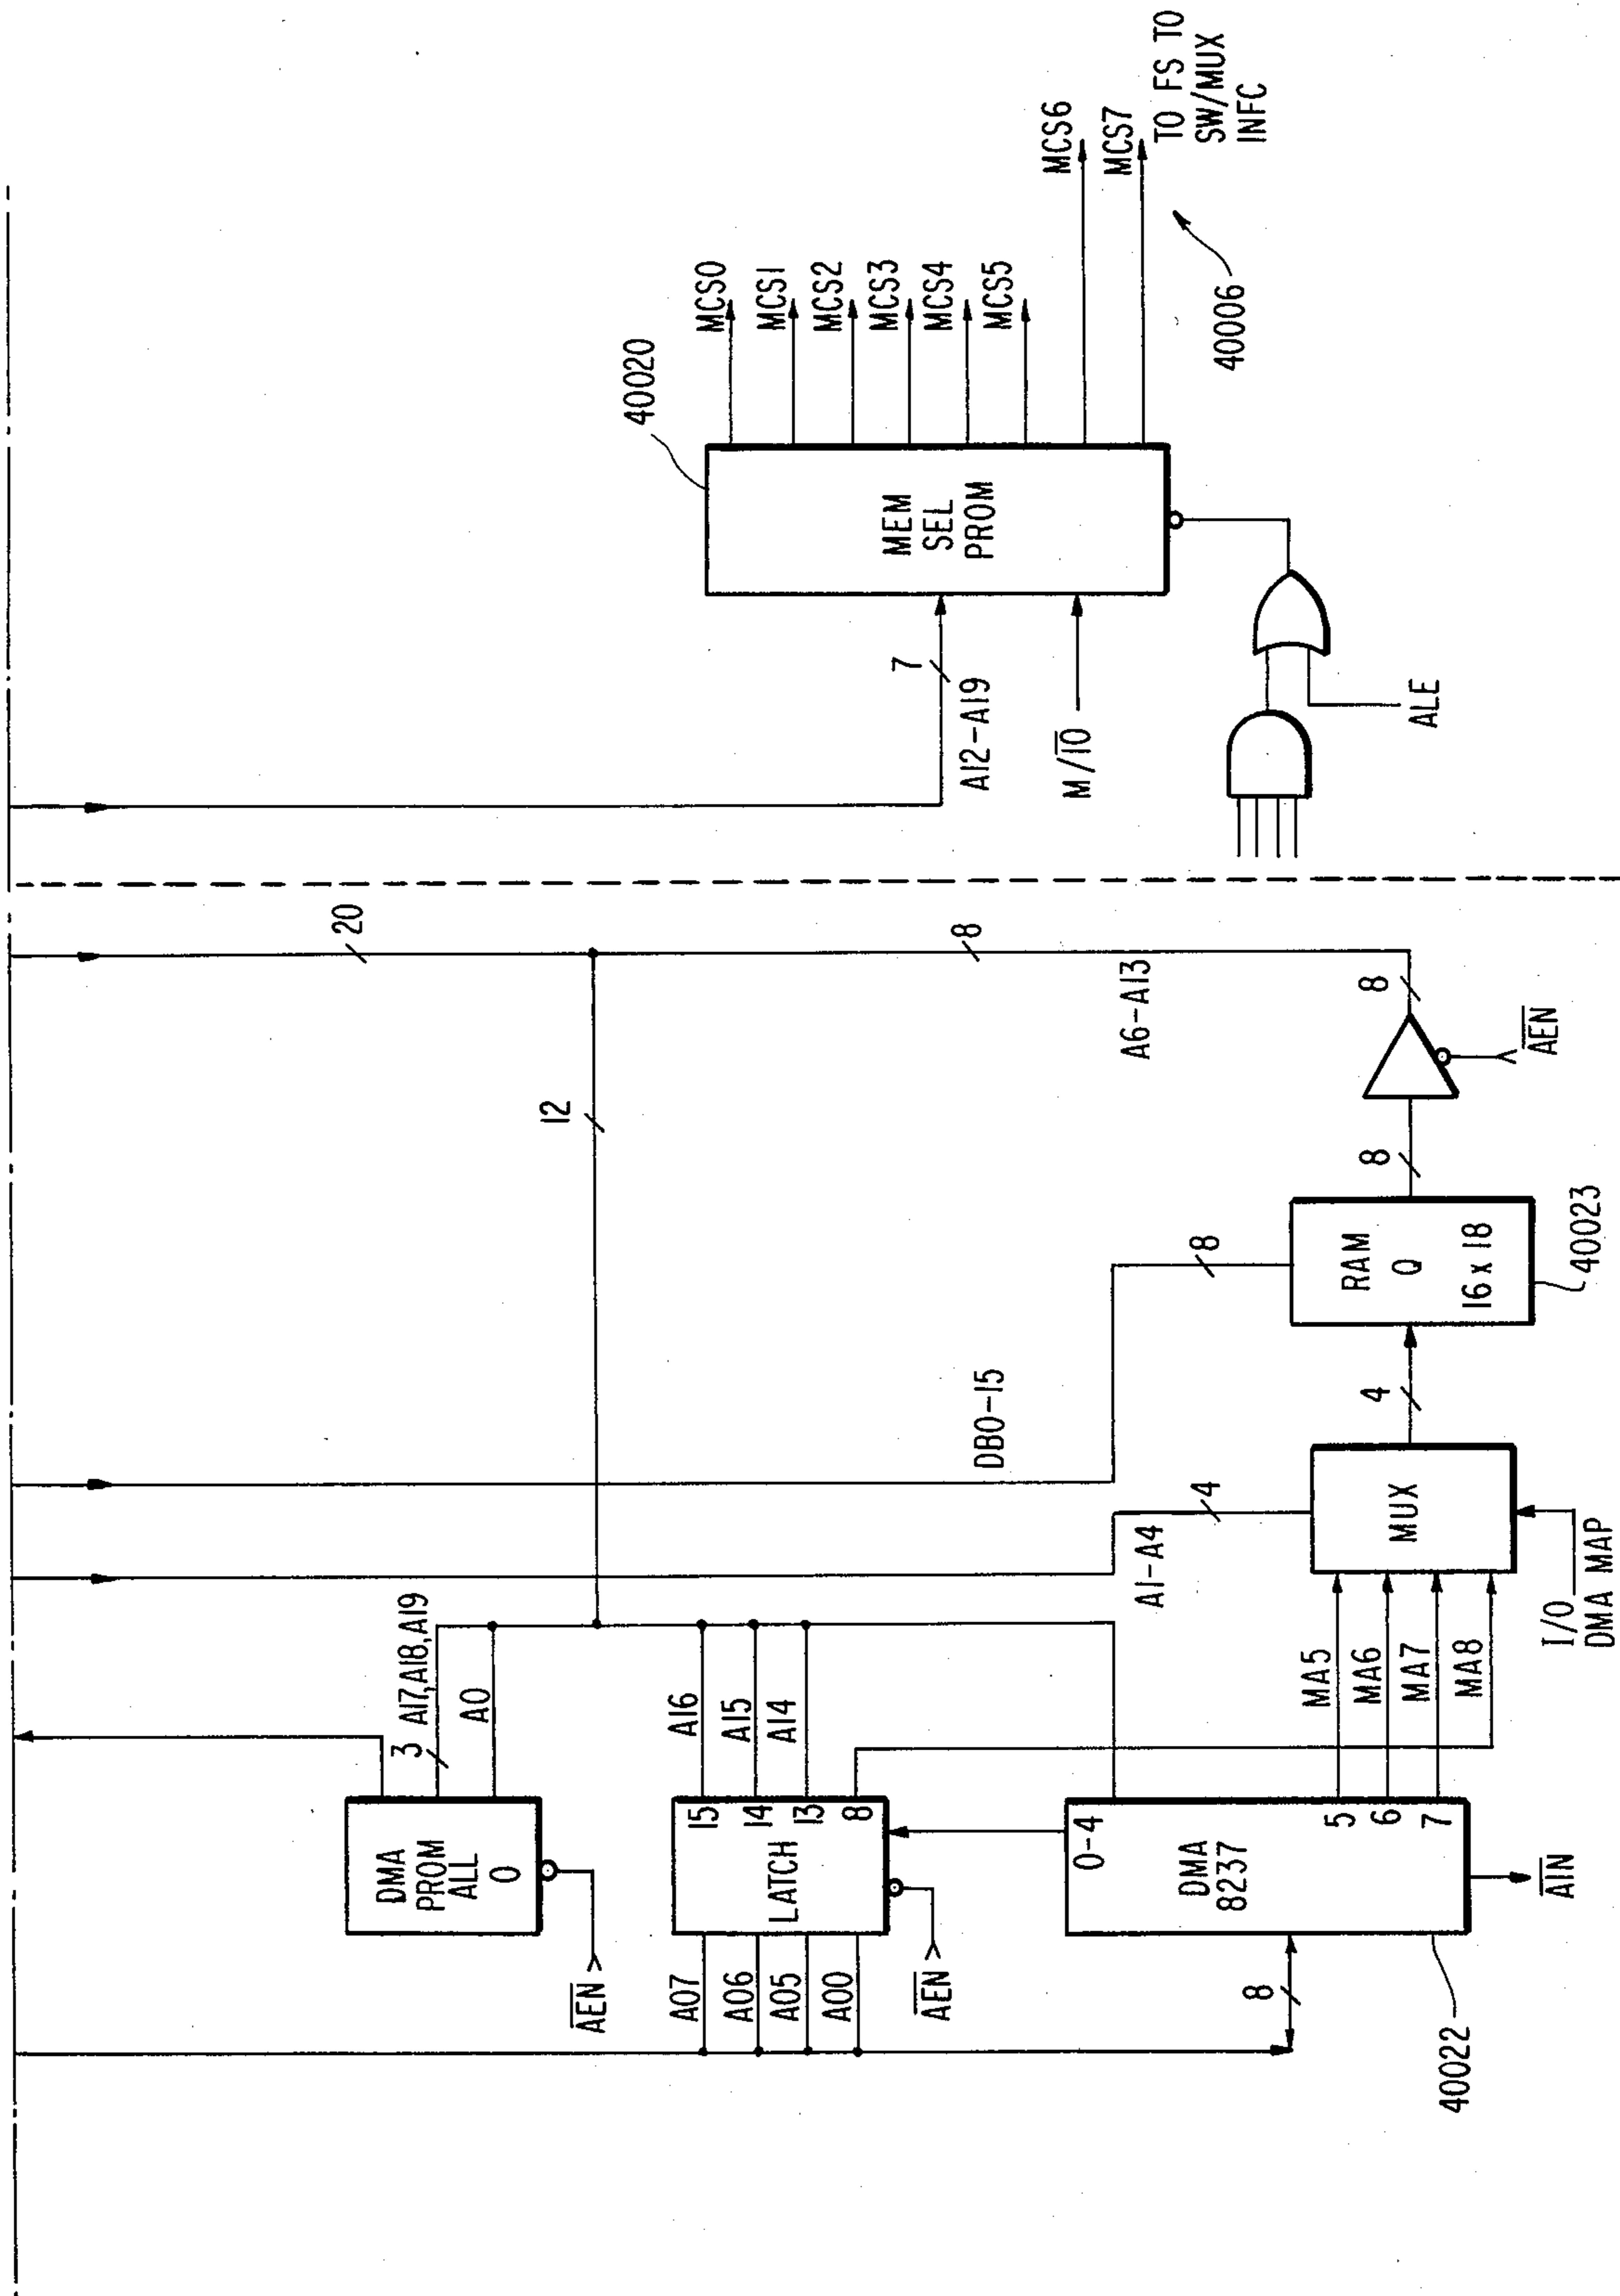 20
12
8
A6-A13
8
AEN
8
A12-A19
7
M/IO
ALE
MEM
SEL
PROM
40020
MCS0
MCS1
MCS2
MCS3
MCS4
MCS5
MCS6
MCS7
TO FS TO
SW/MUX
INFC
40006
DMA
PROM
ALL
0
3
A17,A18,A19
A0
AEN
A07
A06
A05
A00
LATCH
15
14
13
8
A16
A15
A14
AEN
A1-A4
4
DB0-15
8
8
40022
DMA
8237
0-4
5
6
7
AIN
MA5
MA6
MA7
MA8
MUX
I/O
DMA MAP
4
RAM
Q
16x18
40023